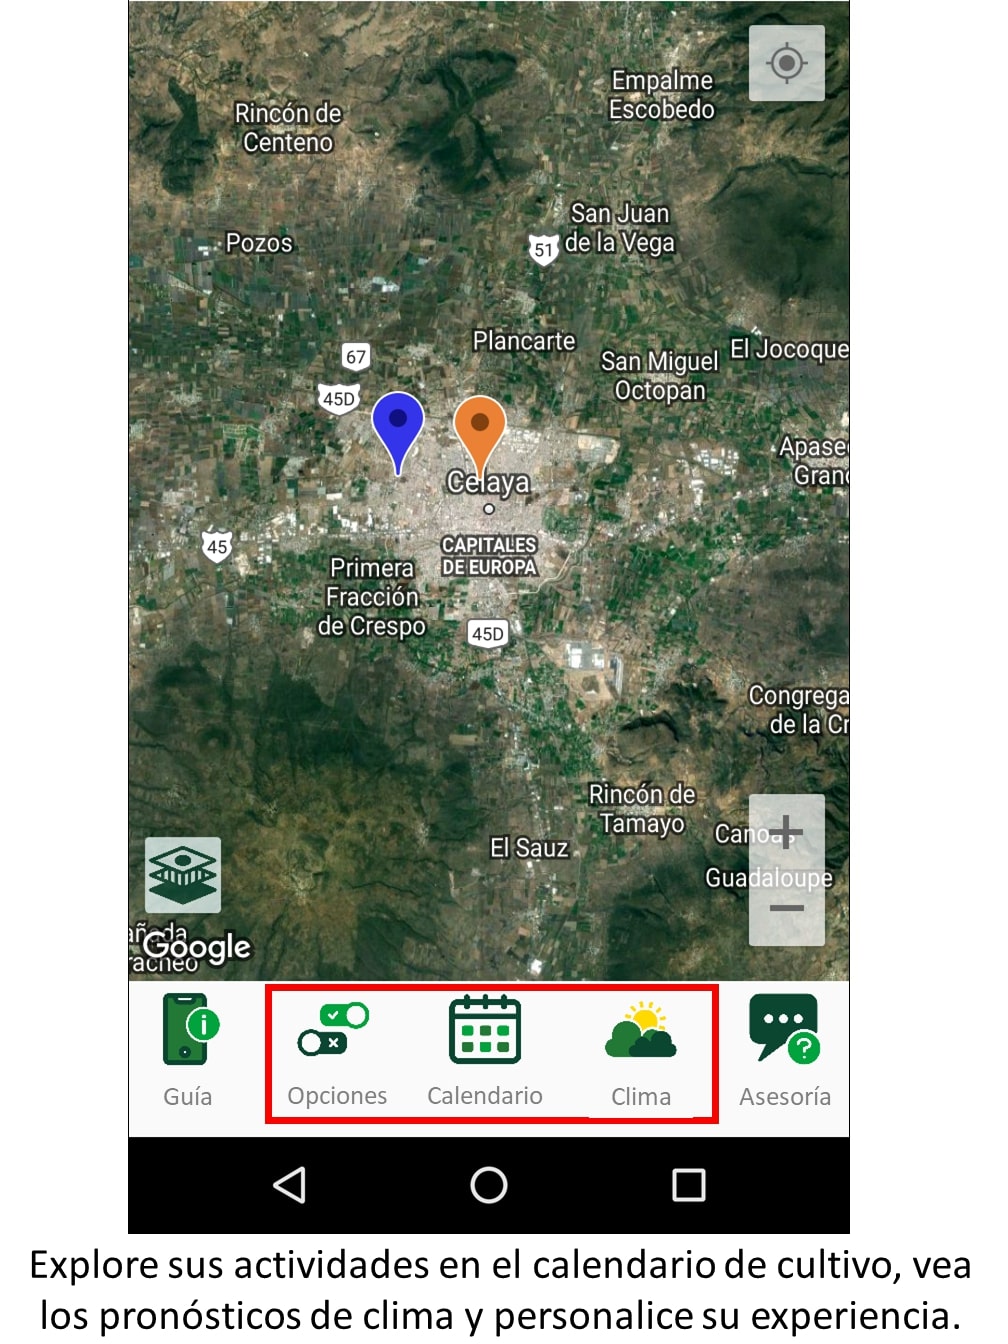 Empalme
Escobedo
Rincón de
Centeno
San Juan
de la Vega
51
Pozos
Plancarte
67
San Miguel
Octopan
El Jocoque
45D
Apase
Gran
Celaya
45
CAPITALES
DE EUROPA
Primera
Fracción
de Crespo
45D
Congrega
de la Cr
Rincón de
Tamayo
Canoas
El Sauz
Guadaloupe
añada
racheo
Google
Guía
Opciones
Calendario
Clima
Asesoría
Explore sus actividades en el calendario de cultivo, vea
los pronósticos de clima y personalice su experiencia.